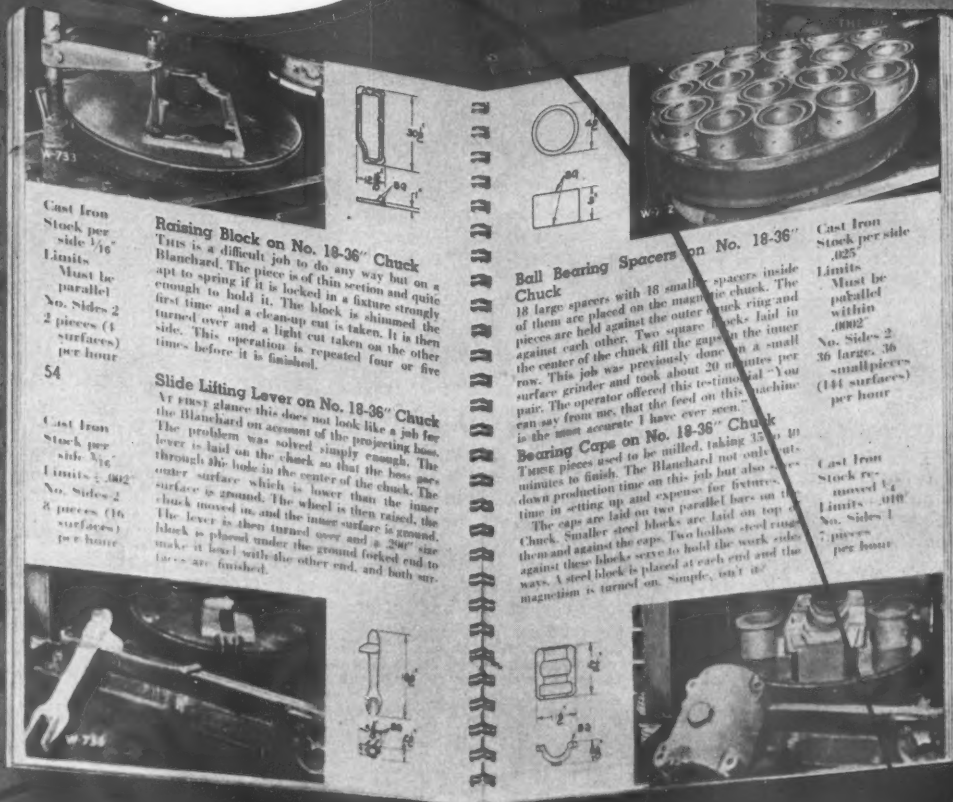 W-733
30½"
BG
1"
Cast Iron
Stock per
side 1/16"
Limits
Must be
parallel
No. Sides 2
2 pieces (4
surfaces)
per hour
54
Raising Block on No. 18-36" Chuck
THIS is a difficult job to do any way but on a
Blanchard. The piece is of thin section and quite
apt to spring if it is locked in a fixture strongly
enough to hold it. The block is shimmed the
first time and a clean-up cut is taken. It is then
turned over and a light cut taken on the other
side. This operation is repeated four or five
times before it is finished.
Cast Iron
Stock per
side 3/16"
Limits .002"
No. Sides 2
8 pieces (16
surfaces)
per hour
Slide Lifting Lever on No. 18-36" Chuck
AT FIRST glance this does not look like a job for
the Blanchard on account of the projecting boss.
The problem was solved simply enough. The
lever is laid on the chuck so that the boss goes
through the hole in the center of the chuck. The
outer surface which is lower than the inner
surface is ground. The wheel is then raised, the
chuck moved in, and the inner surface is ground.
The lever is then turned over and a .200" size
block is placed under the ground forked end to
make it level with the other end, and both sur-
faces are finished.
W-736
BG
BG
3"
Ball Bearing Spacers on No. 18-36"
Chuck
18 large spacers with 18 smaller spacers inside
of them are placed on the magnetic chuck. The
pieces are held against the outer chuck ring and
against each other. Two square blocks laid in
the center of the chuck fill the gaps in the inner
row. This job was previously done on a small
surface grinder and took about 20 minutes per
pair. The operator offered this testimonial "You
can say from me, that the feed on this machine
is the most accurate I have ever seen."
Cast Iron
Stock per side
.025"
Limits
Must be
parallel
within
.0002"
No. Sides 2
36 large, 36
small pieces
(144 surfaces)
per hour
Bearing Caps on No. 18-36" Chuck
THESE pieces used to be milled, taking 35 to
minutes to finish. The Blanchard not only cuts
down production time on this job but also saves
time in setting up and expense for fixtures.
The caps are laid on two parallel bars on the
Chuck. Smaller steel blocks are laid on top of
them and against the caps. Two hollow steel rings
against these blocks serve to hold the work side-
ways. A steel block is placed at each end and the
magnetism is turned on. Simple, isn't it?
Cast Iron
Stock re-
moved ¼"
Limits .010"
No. Sides 1
7 pieces
per hour
BG